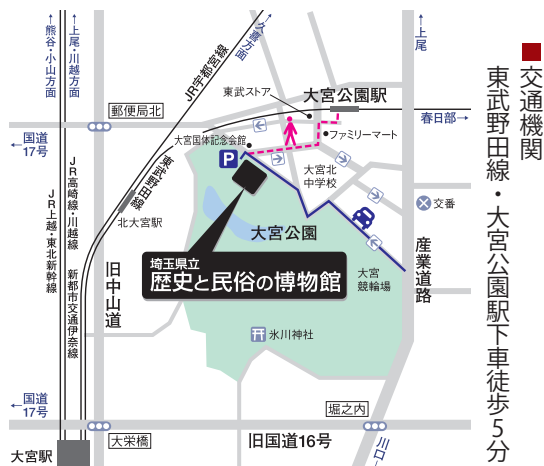 ■交通機関
東武野田線・大宮公園駅下車徒歩5分
←熊谷・小山方面
←上尾・川越方面
JR宇都宮線
↑久喜方面
↑上尾
東武ストア
大宮公園駅
郵便局北
春日部→
←国道
17号
大宮国体記念会館
ファミリーマート
P
大宮北
中学校
東武野田線
JR高崎線/川越線
JR上越・東北新幹線
新都市交通伊奈線
北大宮駅
旧中山道
交番
大宮公園
産業道路
埼玉県立
歴史と民俗の博物館
大宮
競輪場
氷川神社
←国道
17号
堀之内
大栄橋
旧国道16号
大宮駅
川口